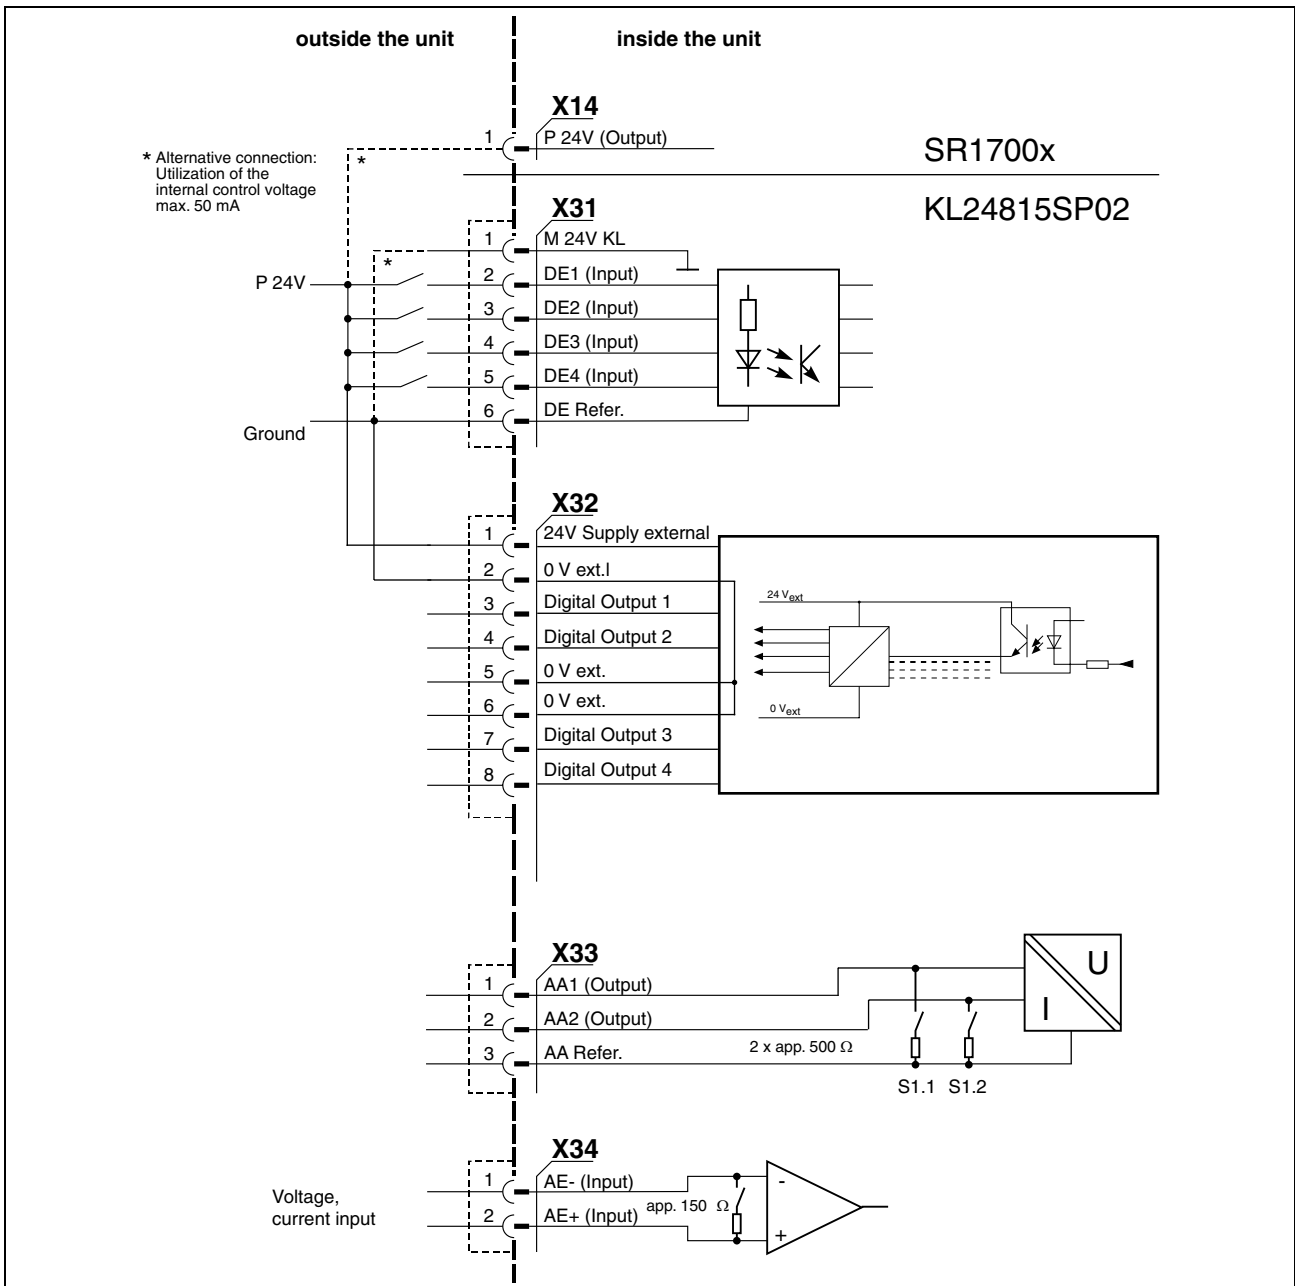 outside the unit
inside the unit
X14
1
P 24V (Output)
SR1700x
* Alternative connection:
Utilization of the
internal control voltage
max. 50 mA
*
KL24815SP02
X31
1
M 24V KL
*
P 24V
2
DE1 (Input)
3
DE2 (Input)
4
DE3 (Input)
5
DE4 (Input)
6
DE Refer.
Ground
X32
1
24V Supply external
2
0 V ext.l
3
Digital Output 1
4
Digital Output 2
5
0 V ext.
6
0 V ext.
7
Digital Output 3
8
Digital Output 4
24 Vext
0 Vext
X33
1
AA1 (Output)
2
AA2 (Output)
3
AA Refer.
2 x app. 500 Ω
S1.1
S1.2
U
I
X34
1
AE- (Input)
2
AE+ (Input)
app. 150 Ω
-
+
Voltage,
current input